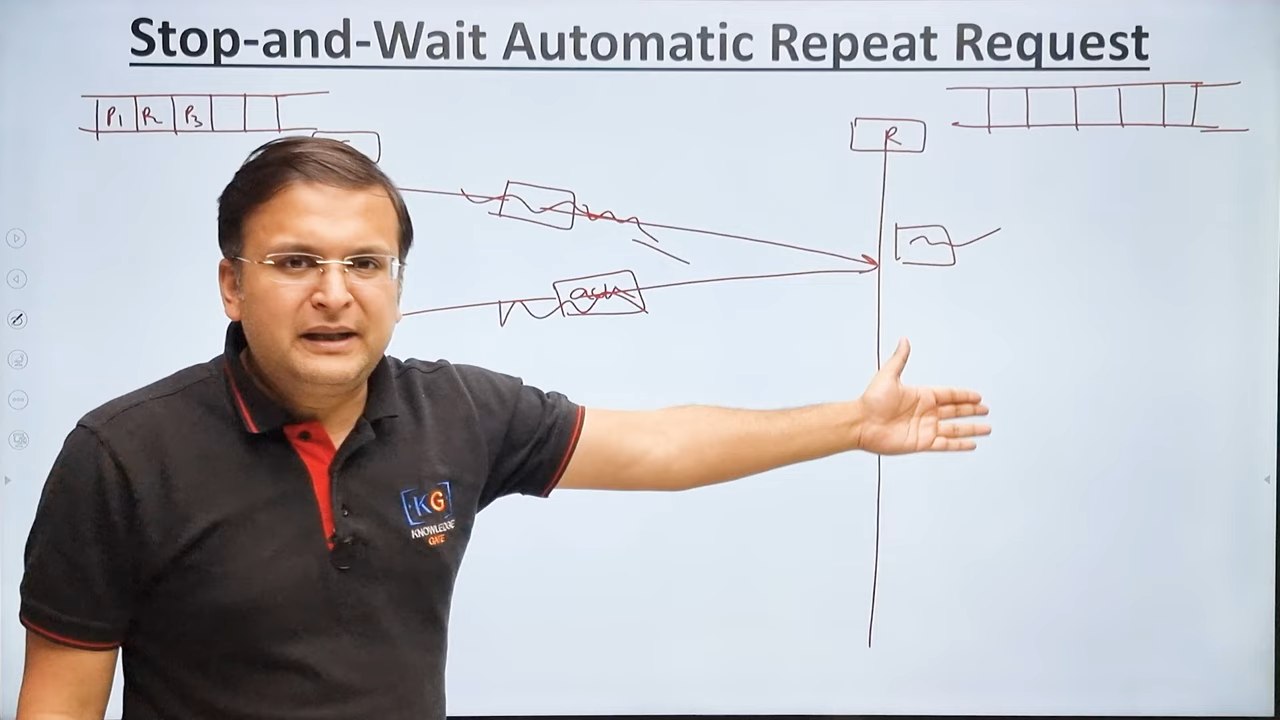 Stop-and-Wait Automatic Repeat Request
P1 P2 P3
R
ack
KG
KNOWLEDGE
GATE